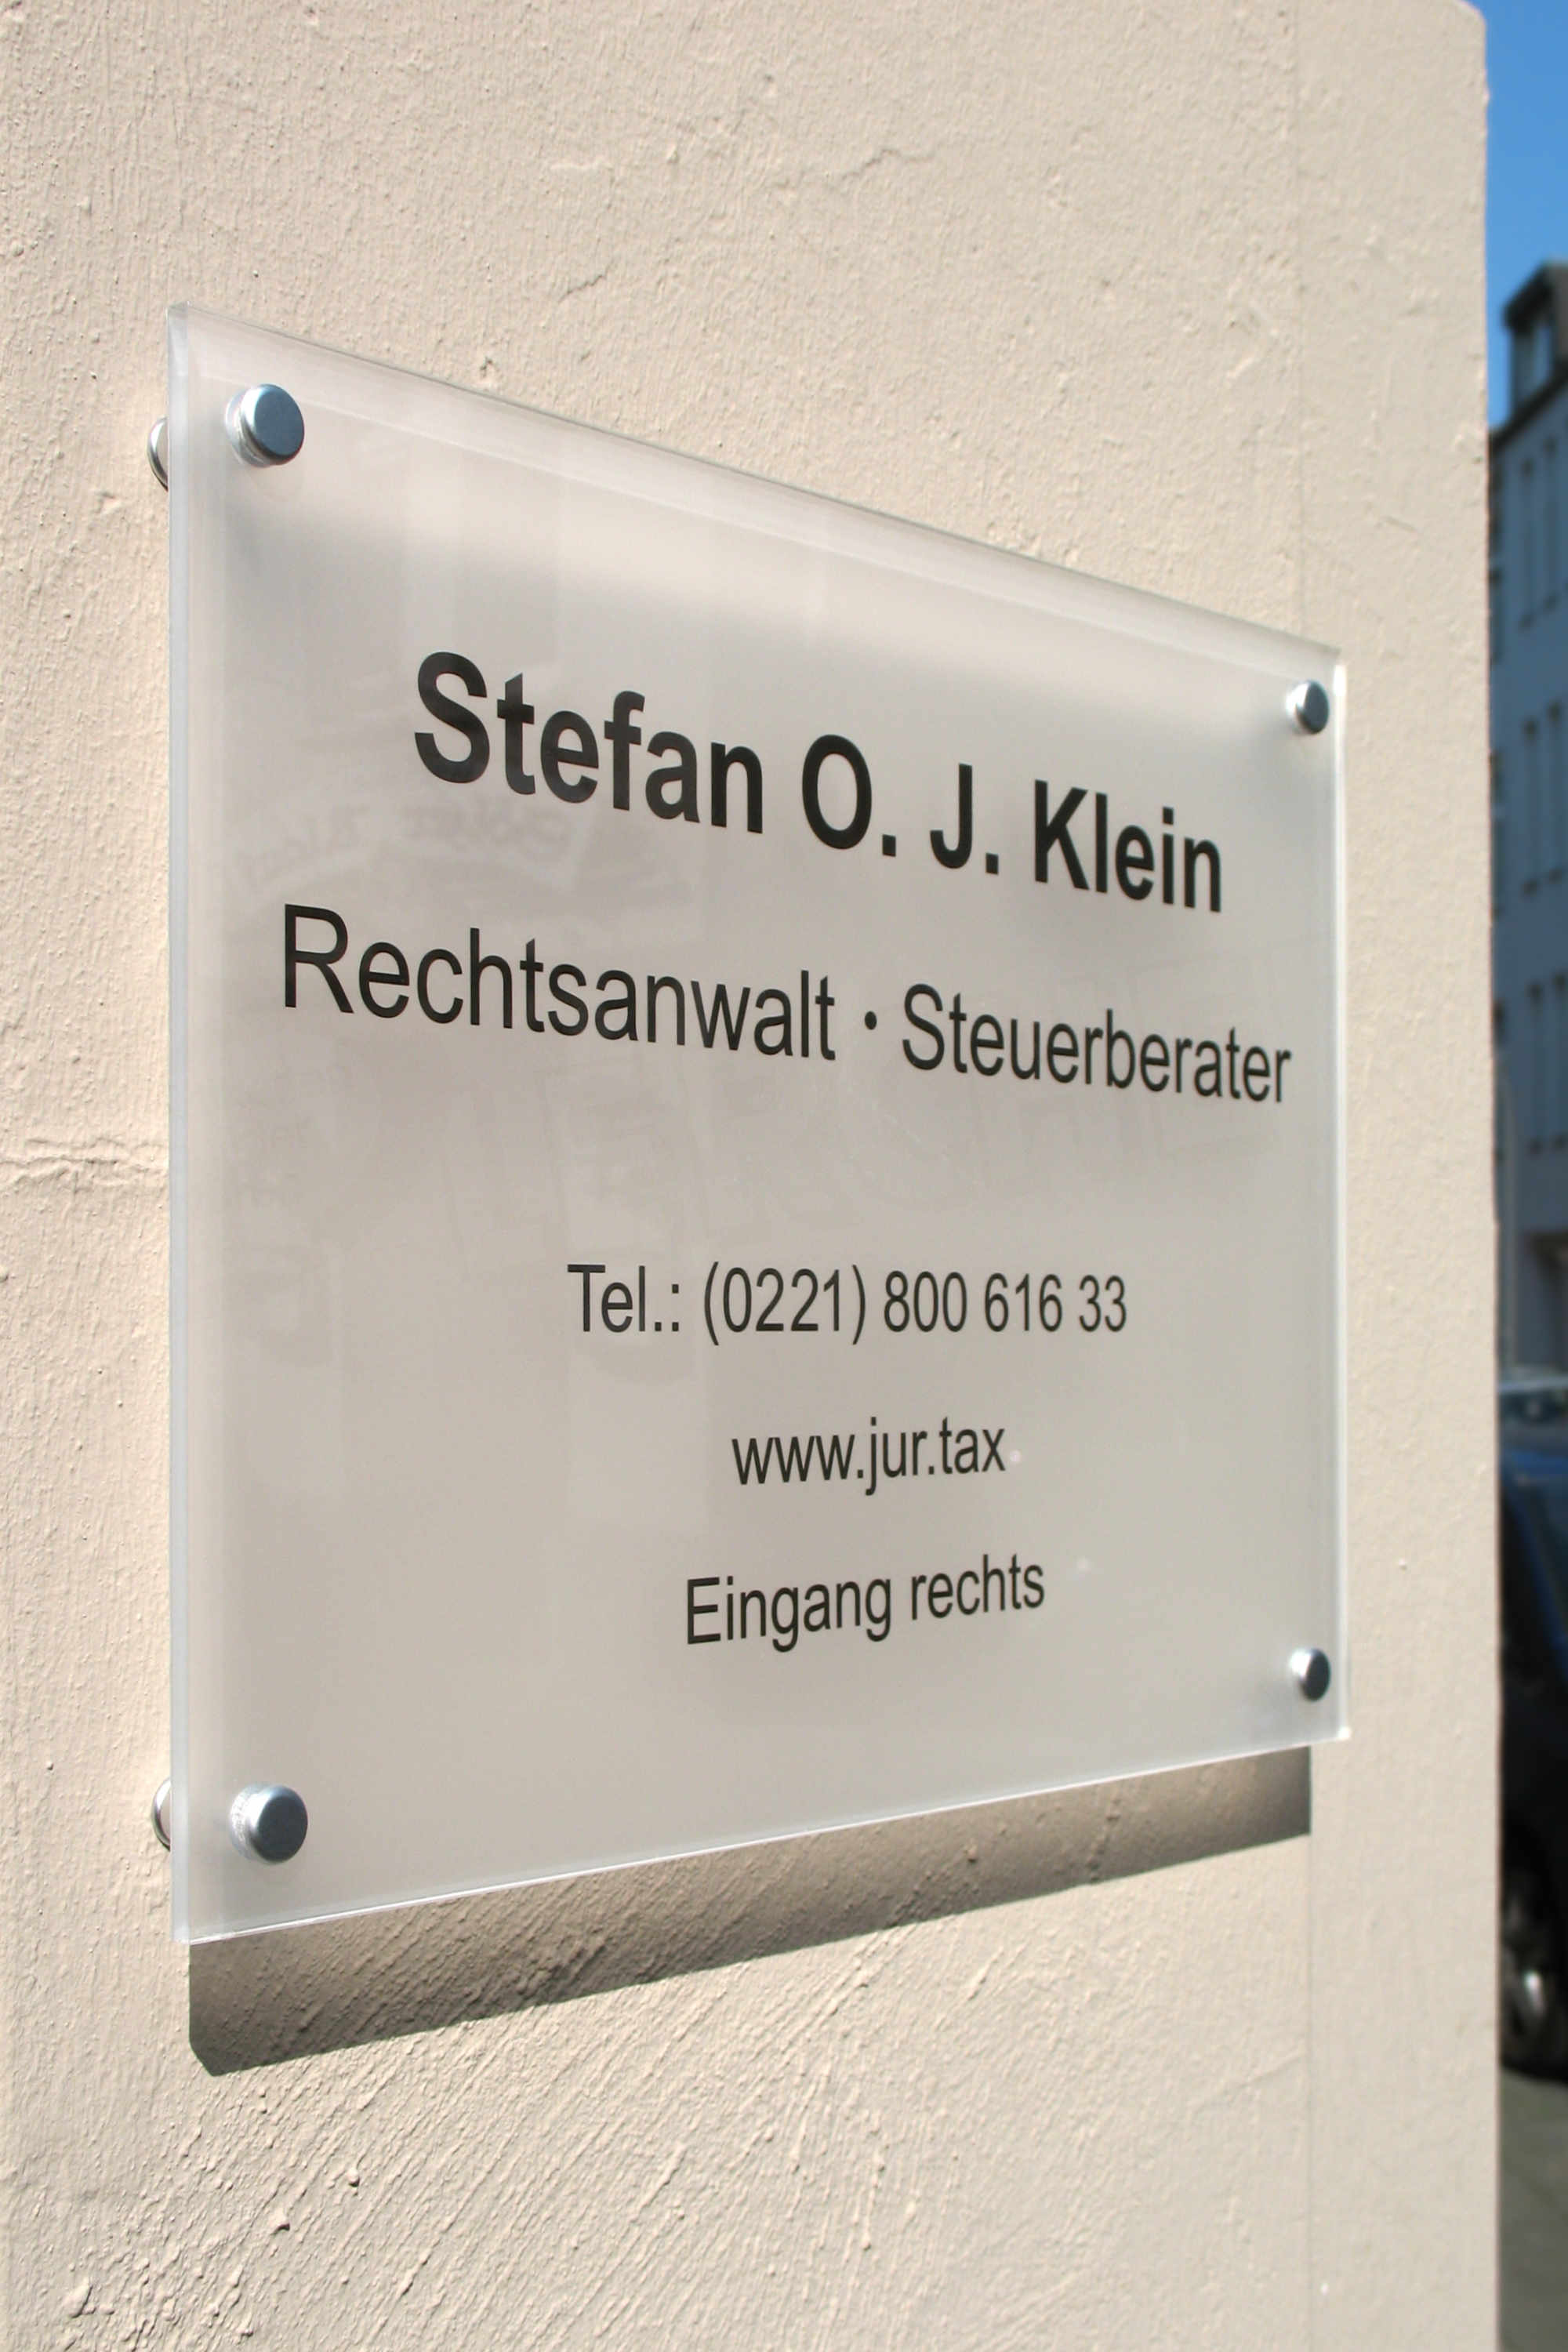 Stefan O. J. Klein
Rechtsanwalt · Steuerberater
Tel.: (0221) 800 616 33
www.jur.tax
Eingang rechts